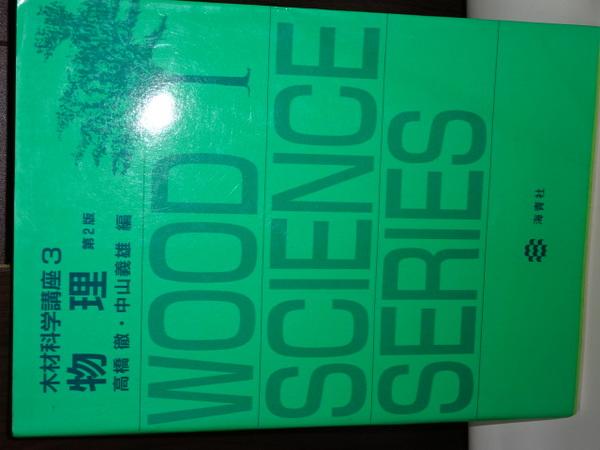 木材科学講座3
物理 第2版
高橋 徹・中山義雄 編
WOOD
SCIENCE
SERIES
海青社